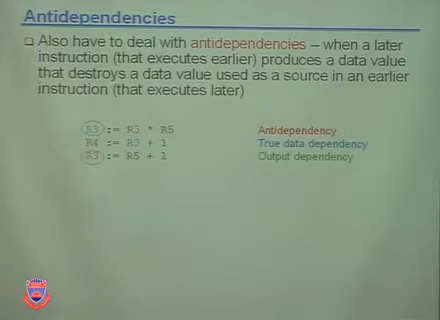 Antidependencies
Also have to deal with antidependencies – when a later
instruction (that executes earlier) produces a data value
that destroys a data value used as a source in an earlier
instruction (that executes later)
R3 := R3 * R5 Antidependency
R4 := R3 + 1 True data dependency
R3 := R5 + 1 Output dependency